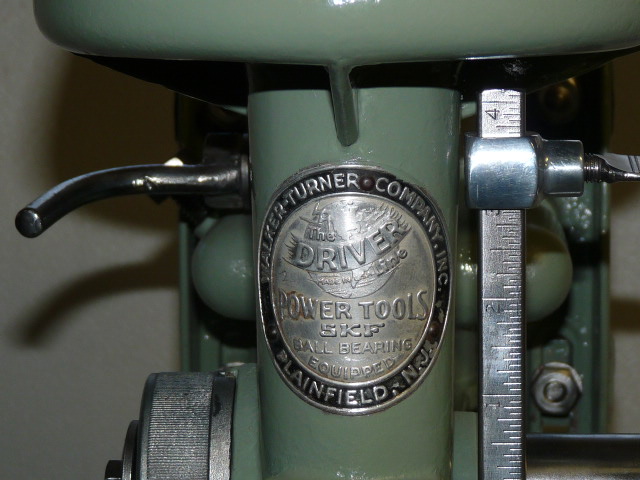 WALKER-TURNER COMPANY, INC.
The
DRIVER
Line
POWER TOOLS
SKF
BALL BEARING
EQUIPPED
PLAINFIELD, N.J.
4